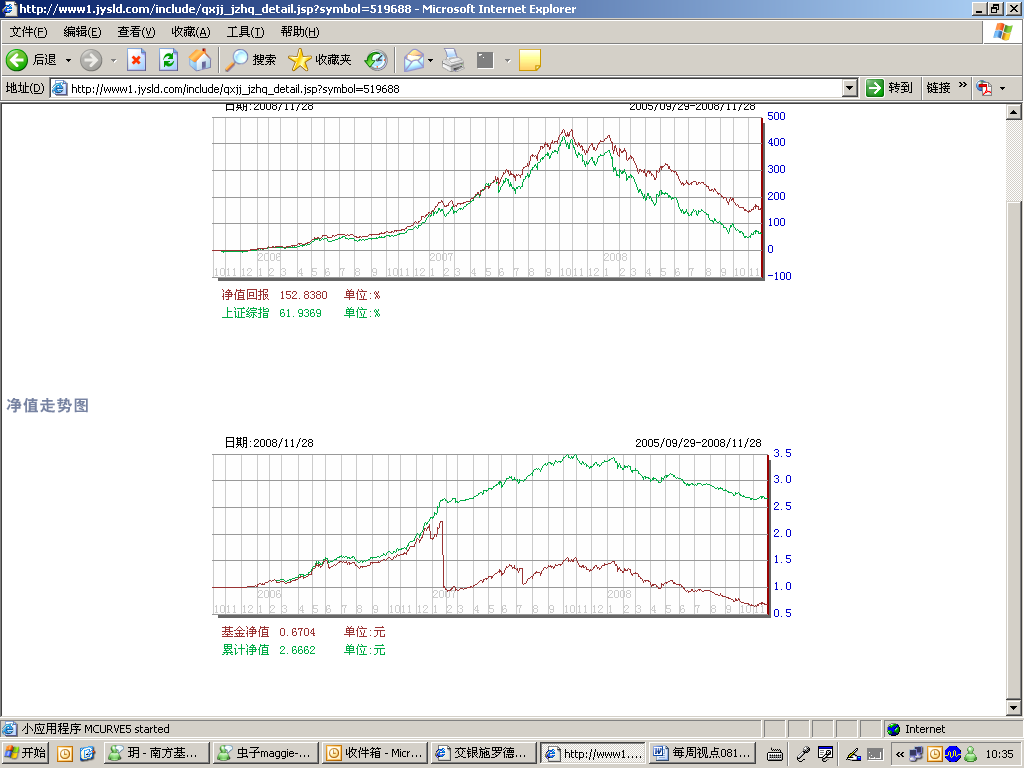 http://www1.jysld.com/include/qxjj_jzhq_detail.jsp?symbol=519688 - Microsoft Internet Explorer
文件(F) 编辑(E) 查看(V) 收藏(A) 工具(T) 帮助(H)
后退 搜索 收藏夹
地址(D) http://www1.jysld.com/include/qxjj_jzhq_detail.jsp?symbol=519688 转到 链接 »
日期:2008/11/28 2005/09/29-2008/11/28
500
400
300
200
100
0
-100
2006 2007 2008
10 11 12 1 2 3 4 5 6 7 8 9 10 11 12 1 2 3 4 5 6 7 8 9 10 11 12 1 2 3 4 5 6 7 8 9 10 11
净值回报 152.8380 单位:%
上证综指 61.9369 单位:%
净值走势图
日期:2008/11/28 2005/09/29-2008/11/28
3.5
3.0
2.5
2.0
1.5
1.0
0.5
2006 2007 2008
10 11 12 1 2 3 4 5 6 7 8 9 10 11 12 1 2 3 4 5 6 7 8 9 10 11 12 1 2 3 4 5 6 7 8 9 10 11
基金净值 0.6704 单位:元
累计净值 2.6662 单位:元
小应用程序 MCURVE5 started Internet
开始 玥 - 南方基... 虫子maggie-... 收件箱 - Micr... 交银施罗德... http://www1.... 每周视点081... « 10:35